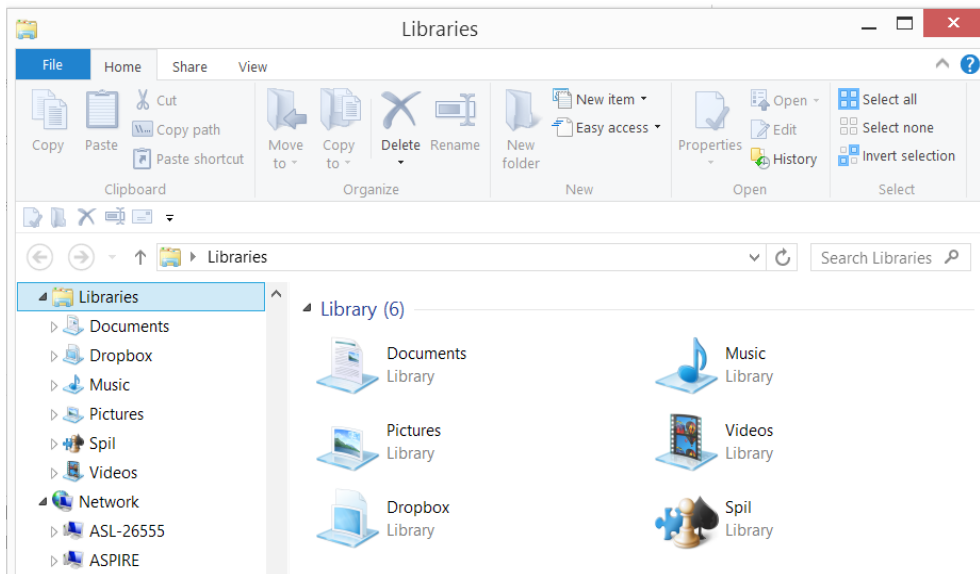 Libraries
File Home Share View
Copy
Paste
Cut
Copy path
Paste shortcut
Clipboard
Move to
Copy to
Delete
Rename
Organize
New folder
New item
Easy access
New
Properties
Open
Edit
History
Open
Select all
Select none
Invert selection
Select
Libraries
Search Libraries
Libraries
Documents
Dropbox
Music
Pictures
Spil
Videos
Network
ASL-26555
ASPIRE
Library (6)
Documents
Library
Music
Library
Pictures
Library
Videos
Library
Dropbox
Library
Spil
Library